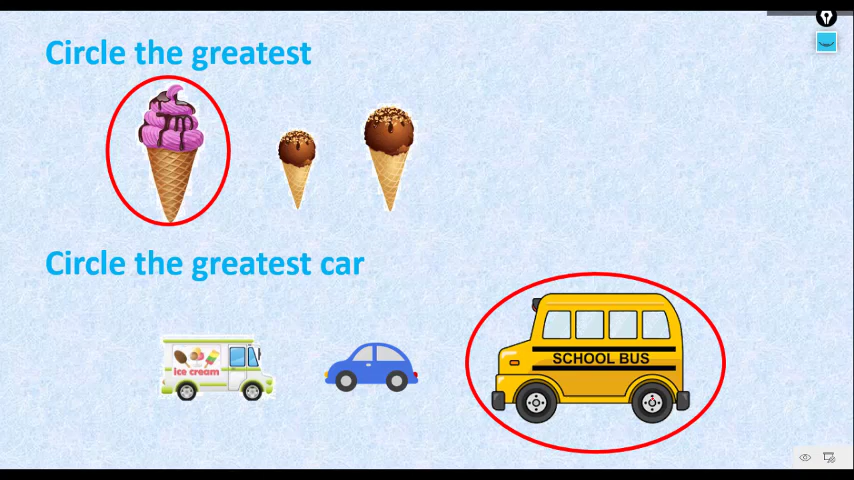 Circle the greatest
Circle the greatest car
ice cream
SCHOOL BUS